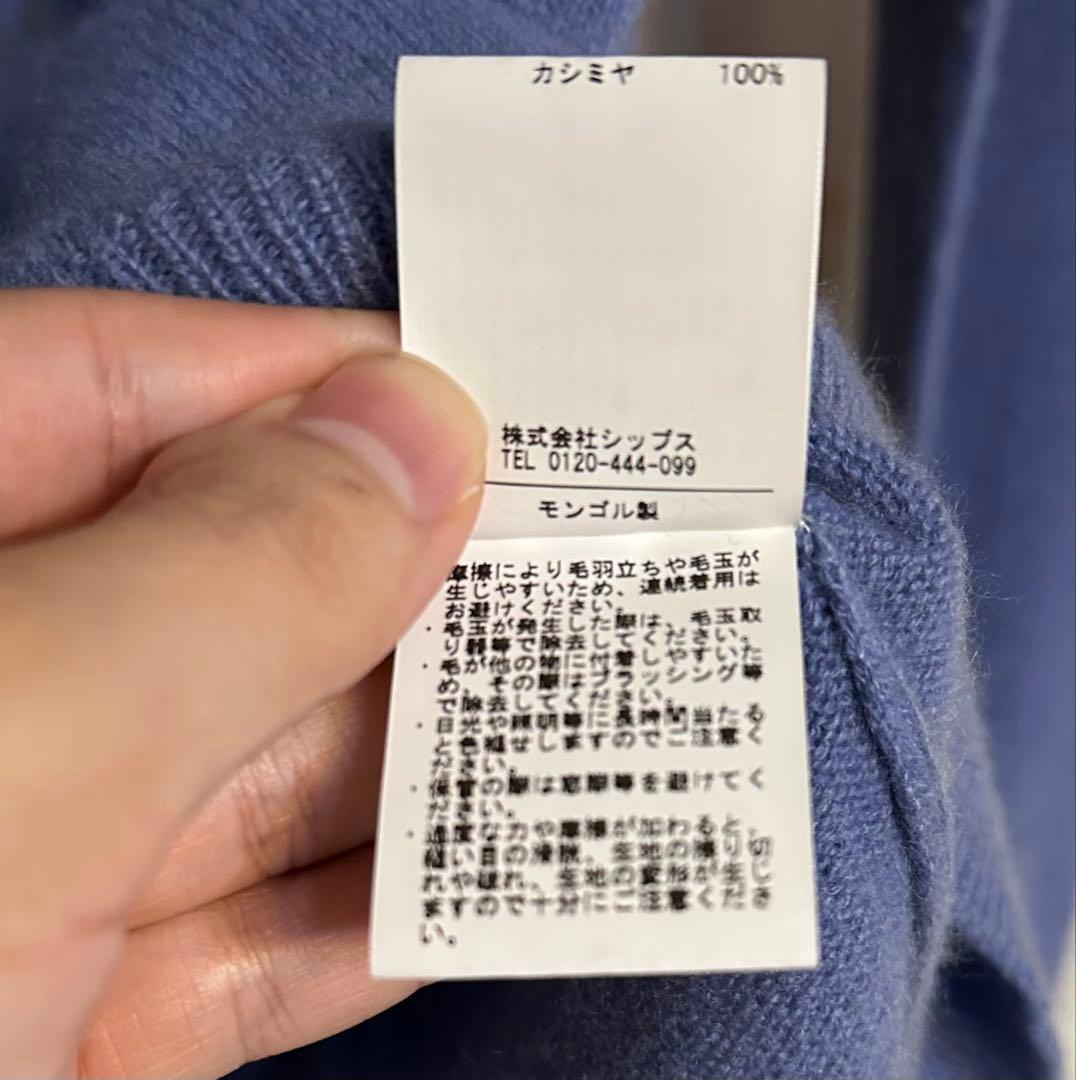 カシミヤ 100%
株式会社シップス
TEL 0120-444-099
モンゴル製
摩擦により毛羽立ちや毛玉が
生じやすいため、連続着用は
お避けください。
・毛玉が発生した際は、毛玉取
り器等で除去してください。
・毛が他の物に付着しやすいた
め、その際はブラッシング等
で除去してください。
・日光や照明等に長時間当たる
と色褪せしますのでご注意く
ださい。
・保管の際は窓際等を避けてく
ださい。
・過度な力や摩擦が加わると、
縫い目の滑脱、生地の擦り切
れや破れ、生地の変形が生じ
ますので十分にご注意くださ
い。